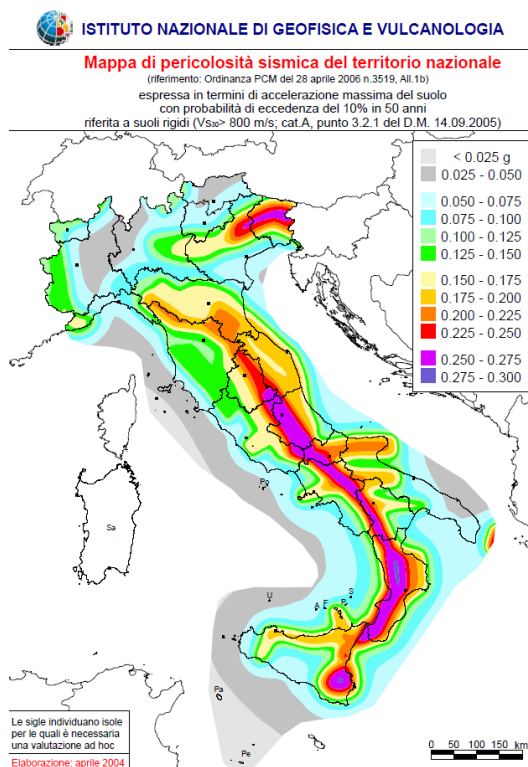 ISTITUTO NAZIONALE DI GEOFISICA E VULCANOLOGIA
Mappa di pericolosità sismica del territorio nazionale
(riferimento: Ordinanza PCM del 28 aprile 2006 n.3519, All.1b)
espressa in termini di accelerazione massima del suolo
con probabilità di eccedenza del 10% in 50 anni
riferita a suoli rigidi (Vs30> 800 m/s; cat.A, punto 3.2.1 del D.M. 14.09.2005)
< 0.025 g
0.025 - 0.050
0.050 - 0.075
0.075 - 0.100
0.100 - 0.125
0.125 - 0.150
0.150 - 0.175
0.175 - 0.200
0.200 - 0.225
0.225 - 0.250
0.250 - 0.275
0.275 - 0.300
Po
Sa
U
S
A F P
Pa
Pe
Le sigle individuano isole
per le quali è necessaria
una valutazione ad hoc
Elaborazione: aprile 2004
0 50 100 150 km